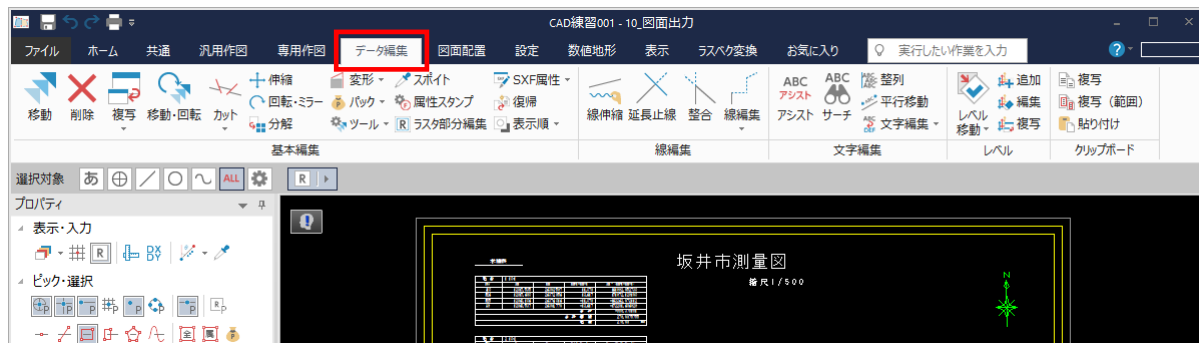 CAD練習001 - 10_図面出力
ファイル ホーム 共通 汎用作図 専用作図 データ編集 図面配置 設定 数値地形 表示 ラスベク変換 お気に入り 実行したい作業を入力
移動 削除 複写 移動・回転 カット
伸縮 変形 スポイト SXF属性
回転・ミラー パック 属性スタンプ 復帰
分解 ツール R ラスタ部分編集 表示順
線伸縮 延長止線 整合 線編集
ABC アシスト アシスト ABC サーチ
整列
平行移動
文字編集
レベル移動
追加
編集
複写
複写
複写（範囲）
貼り付け
基本編集 線編集 文字編集 レベル クリップボード
選択対象 あ ALL R
プロパティ
表示・入力
R DX DY
ピック・選択
P P P P P P P R P
全 P
坂井市測量図
縮尺1/500
N